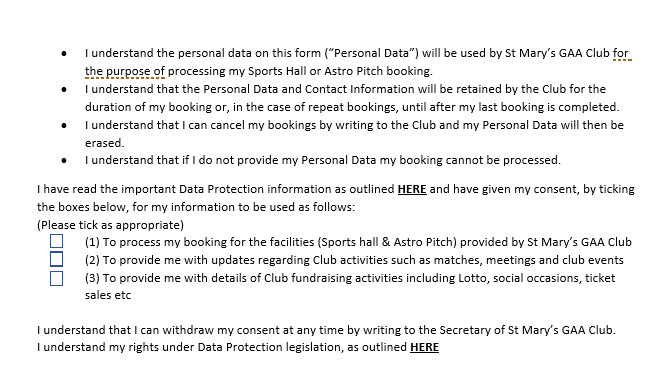 • I understand the personal data on this form (“Personal Data”) will be used by St Mary’s GAA Club for
the purpose of processing my Sports Hall or Astro Pitch booking.
• I understand that the Personal Data and Contact Information will be retained by the Club for the
duration of my booking or, in the case of repeat bookings, until after my last booking is completed.
• I understand that I can cancel my bookings by writing to the Club and my Personal Data will then be
erased.
• I understand that if I do not provide my Personal Data my booking cannot be processed.
I have read the important Data Protection information as outlined HERE and have given my consent, by ticking
the boxes below, for my information to be used as follows:
(Please tick as appropriate)
(1) To process my booking for the facilities (Sports hall & Astro Pitch) provided by St Mary’s GAA Club
(2) To provide me with updates regarding Club activities such as matches, meetings and club events
(3) To provide me with details of Club fundraising activities including Lotto, social occasions, ticket
sales etc
I understand that I can withdraw my consent at any time by writing to the Secretary of St Mary’s GAA Club.
I understand my rights under Data Protection legislation, as outlined HERE